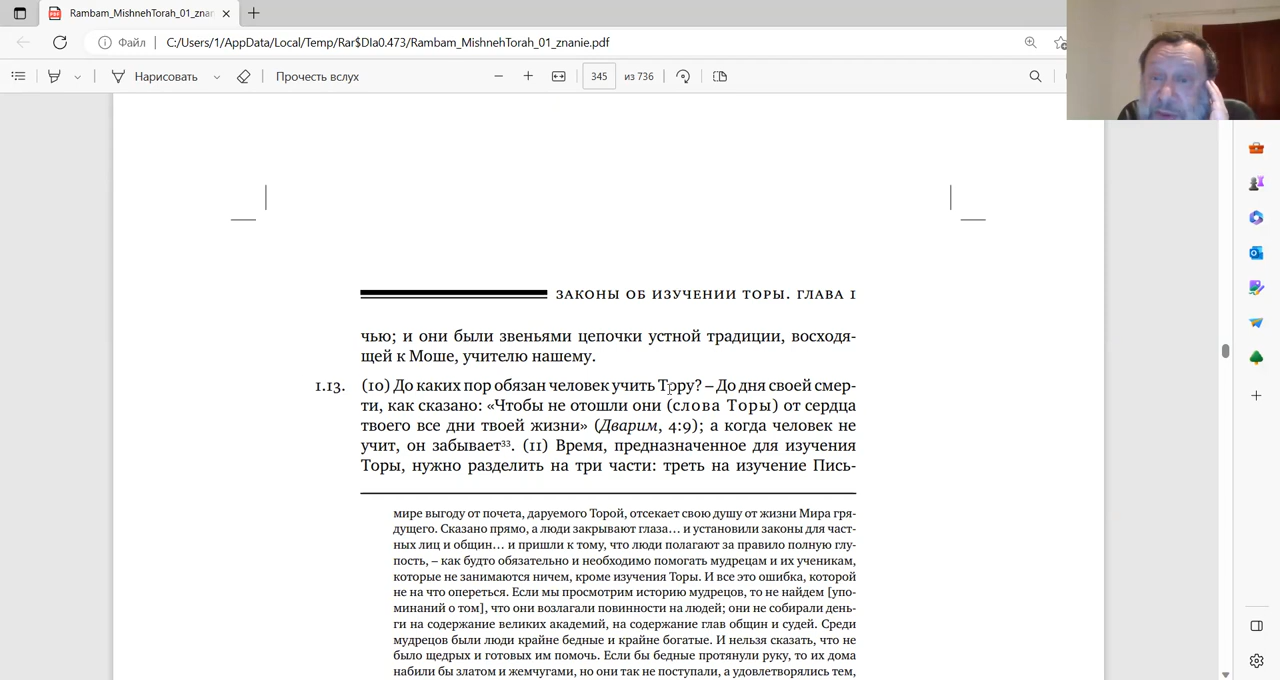 Rambam_MishnehTorah_01_znan
Файл
C:/Users/1/AppData/Local/Temp/Rar$DIa0.473/Rambam_MishnehTorah_01_znanie.pdf
Нарисовать
Прочесть вслух
345
из 736
ЗАКОНЫ ОБ ИЗУЧЕНИИ ТОРЫ. ГЛАВА 1
чью; и они были звеньями цепочки устной традиции, восходя-
щей к Моше, учителю нашему.
1.13. (10) До каких пор обязан человек учить Тору? – До дня своей смер-
ти, как сказано: «Чтобы не отошли они (слова Торы) от сердца
твоего все дни твоей жизни» (Дварим, 4:9); а когда человек не
учит, он забывает³³. (11) Время, предназначенное для изучения
Торы, нужно разделить на три части: треть на изучение Пись-
мире выгоду от почета, даруемого Торой, отсекает свою душу от жизни Мира гря-
дущего. Сказано прямо, а люди закрывают глаза… и установили законы для част-
ных лиц и общин… и пришли к тому, что люди полагают за правило полную глу-
пость, – как будто обязательно и необходимо помогать мудрецам и их ученикам,
которые не занимаются ничем, кроме изучения Торы. И все это ошибка, которой
не на что опереться. Если мы просмотрим историю мудрецов, то не найдем [упо-
минаний о том], что они возлагали повинности на людей; они не собирали день-
ги на содержание великих академий, на содержание глав общин и судей. Среди
мудрецов были люди крайне бедные и крайне богатые. И нельзя сказать, что не
было щедрых и готовых им помочь. Если бы бедные протянули руку, то их дома
набили бы златом и жемчугами, но они так не поступали, а удовлетворялись тем,